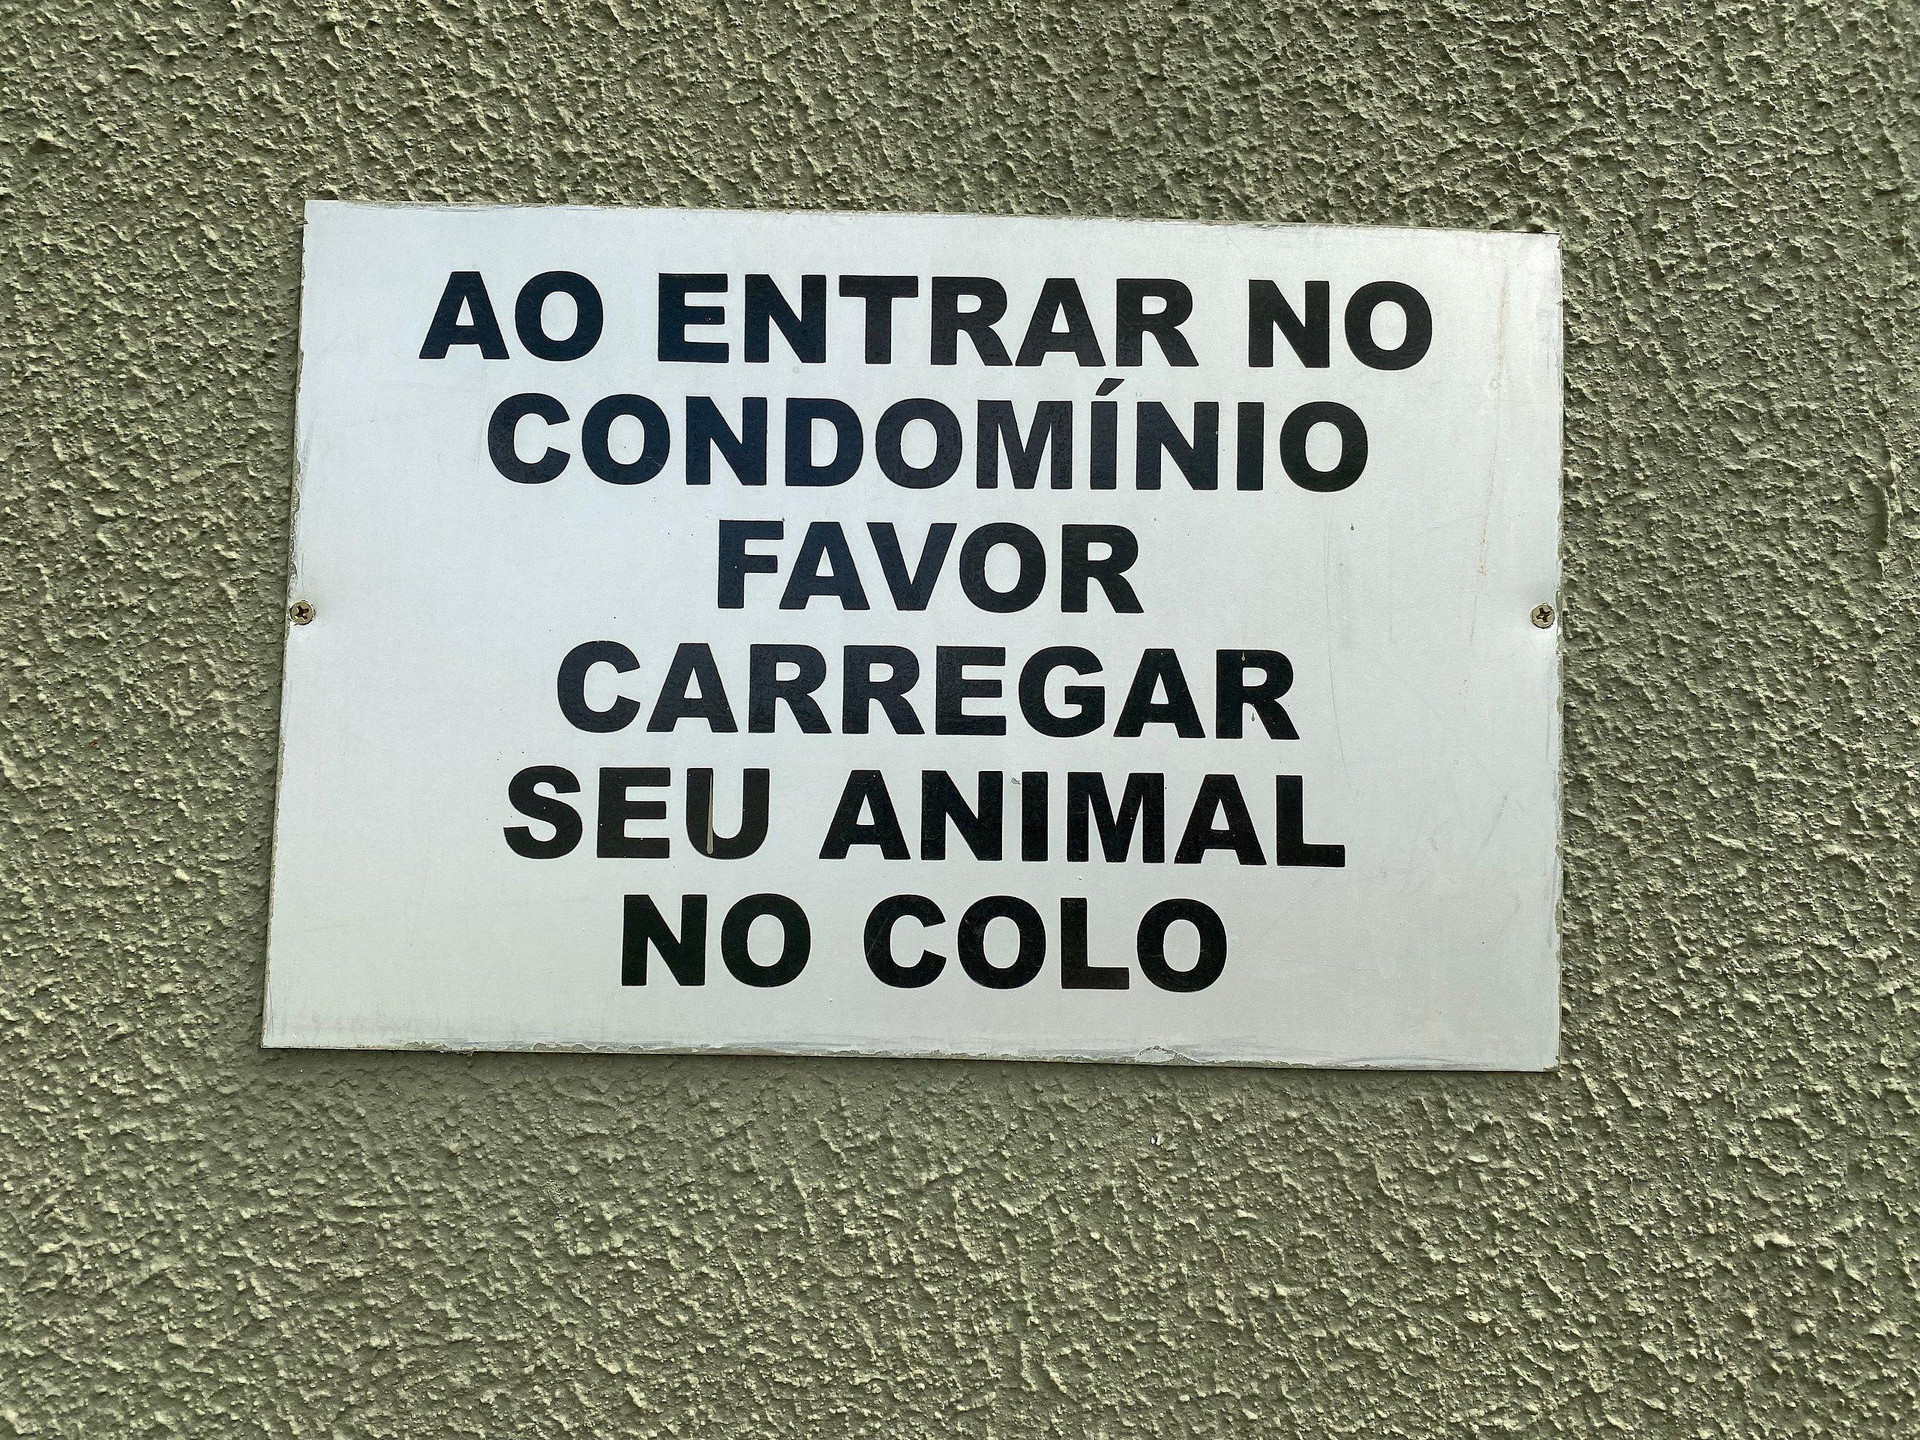 AO ENTRAR NO
CONDOMÍNIO
FAVOR
CARREGAR
SEU ANIMAL
NO COLO